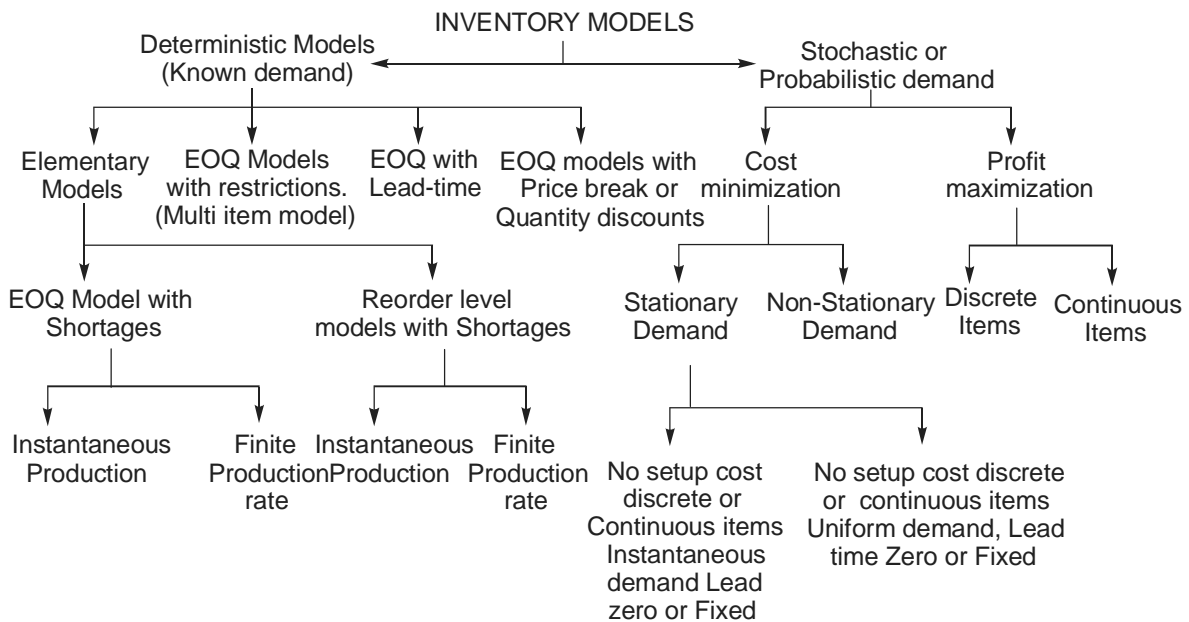 INVENTORY MODELS
Deterministic Models
(Known demand)
Stochastic or
Probabilistic demand
Elementary
Models
EOQ Models
with restrictions.
(Multi item model)
EOQ with
Lead-time
EOQ models with
Price break or
Quantity discounts
Cost
minimization
Profit
maximization
EOQ Model with
Shortages
Reorder level
models with Shortages
Stationary
Demand
Non-Stationary
Demand
Discrete
Items
Continuous
Items
Instantaneous
Production
Finite
Production
rate
Instantaneous
Production
Finite
Production
rate
No setup cost
discrete or
Continuous items
Instantaneous
demand Lead
zero or Fixed
No setup cost discrete
or continuous items
Uniform demand, Lead
time Zero or Fixed